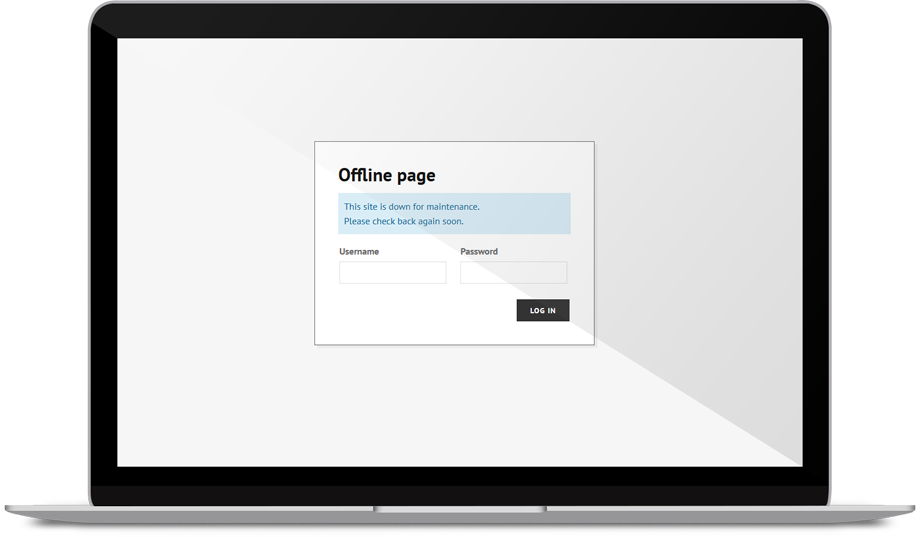 Offline page
This site is down for maintenance.
Please check back again soon.
Username Password
LOG IN